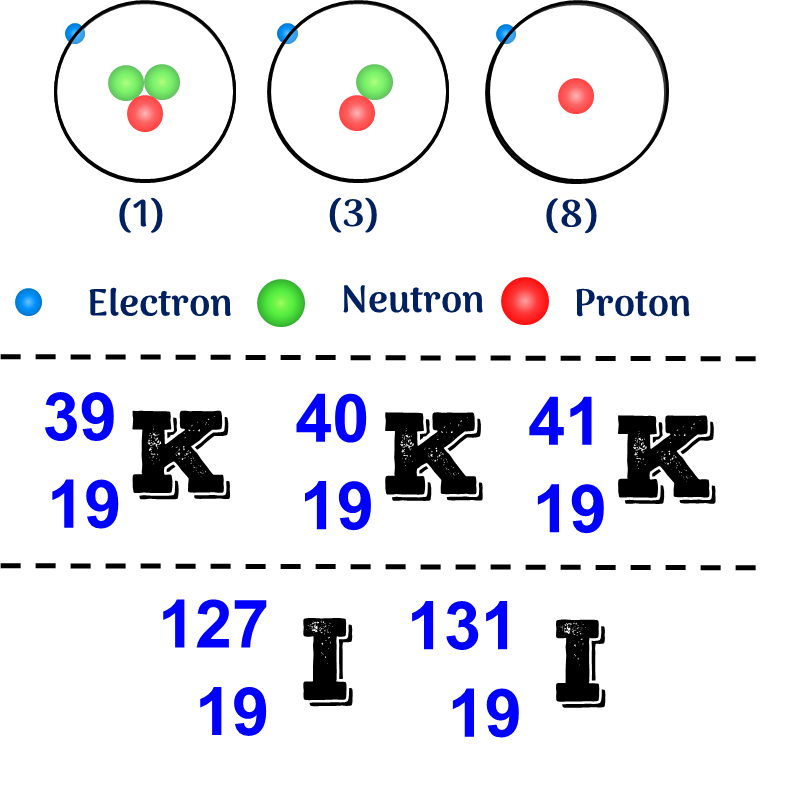 (1) (3) (8)
Electron Neutron Proton
39 40 41
K K K
19 19 19
127 131
I I
19 19